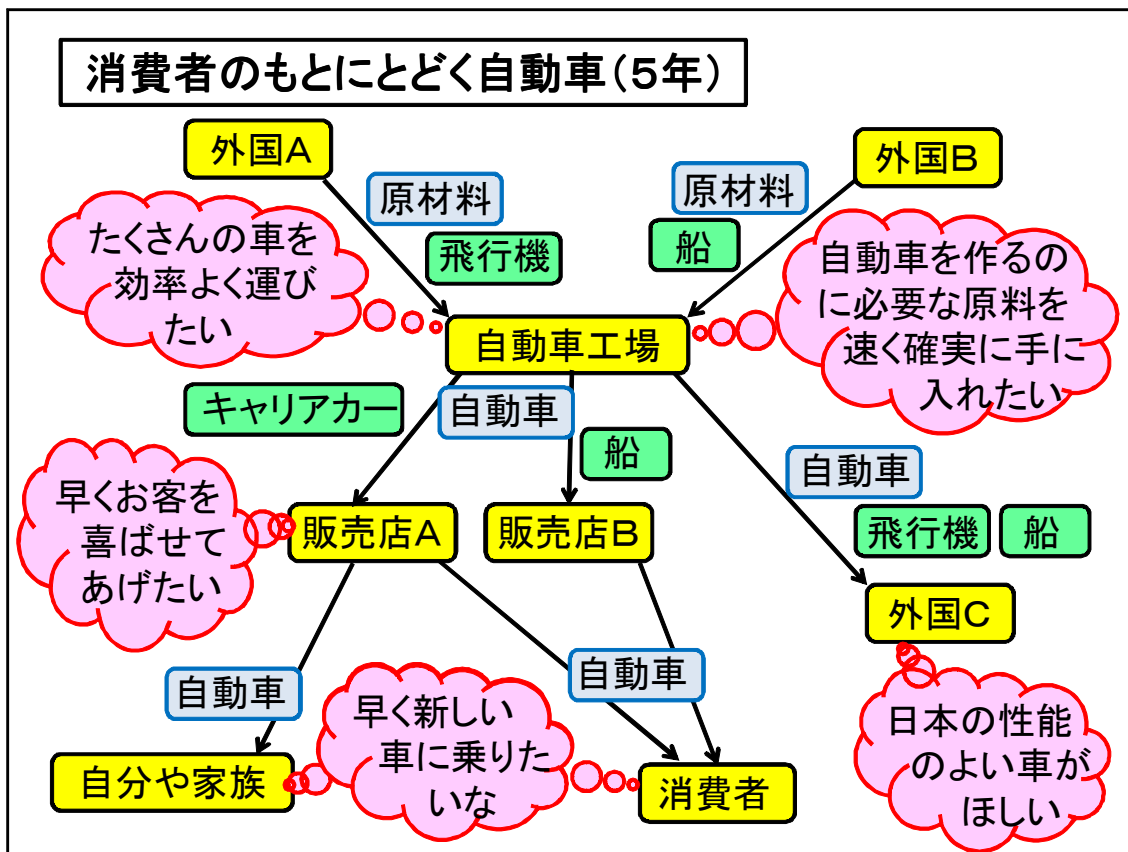 消費者のもとにとどく自動車(5年)
外国A
外国B
原材料
原材料
飛行機
船
たくさんの車を
効率よく運び
たい
自動車を作るの
に必要な原料を
速く確実に手に
入れたい
自動車工場
キャリアカー
自動車
船
自動車
飛行機
船
早くお客を
喜ばせて
あげたい
販売店A
販売店B
外国C
自動車
自動車
早く新しい
車に乗りた
いな
日本の性能
のよい車が
ほしい
自分や家族
消費者